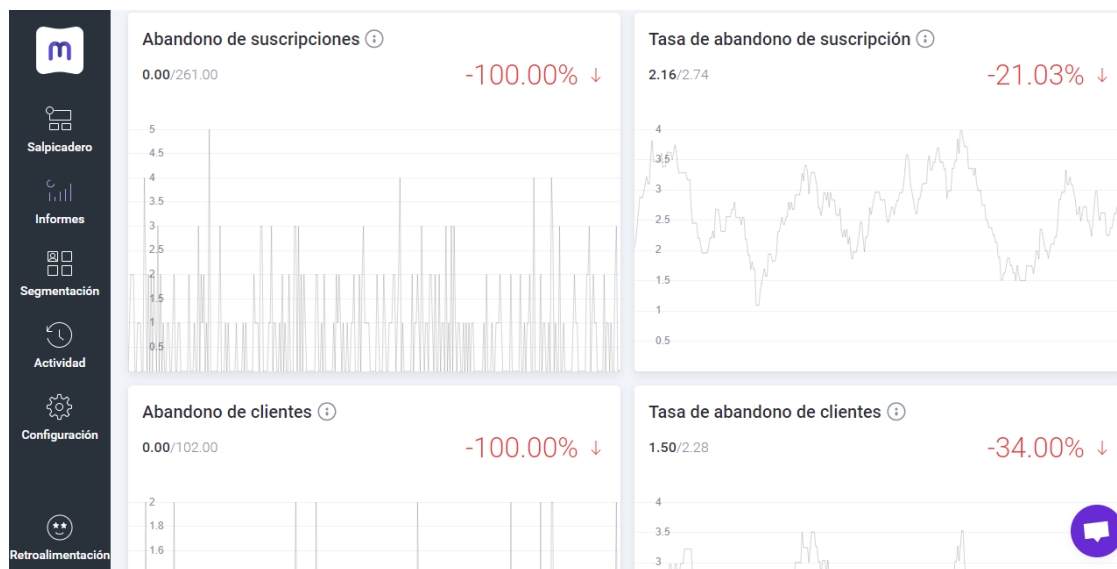 m
Salpicadero
Informes
Segmentación
Actividad
Configuración
Retroalimentación
Abandono de suscripciones
0.00/261.00
-100.00% ↓
5
4.5
4
3.5
3
2.5
2
1.5
1
0.5
Tasa de abandono de suscripción
2.16/2.74
-21.03% ↓
4
3.5
3
2.5
2
1.5
1
0.5
Abandono de clientes
0.00/102.00
-100.00% ↓
2
1.8
1.6
Tasa de abandono de clientes
1.50/2.28
-34.00% ↓
4
3.5
3